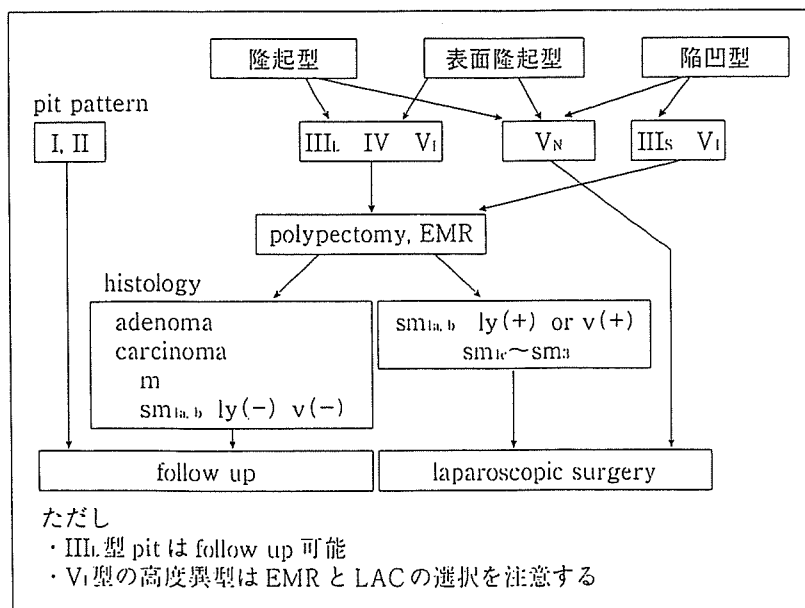 隆起型 表面隆起型 陥凹型
pit pattern
I, II
IIIL IV VI
VN
IIIS VI
polypectomy, EMR
histology
adenoma
carcinoma
m
sm1a, b ly(-) v(-)
sm1a, b ly(+) or v(+)
sm1c～sm3
follow up
laparoscopic surgery
ただし
・IIIL型 pit は follow up 可能
・VI型の高度異型は EMR と LAC の選択を注意する